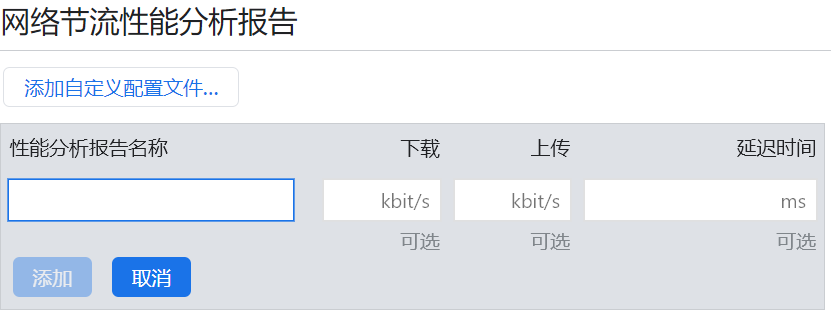 网络节流性能分析报告
添加自定义配置文件...
性能分析报告名称 下载 上传 延迟时间
kbit/s kbit/s ms
可选 可选 可选
添加 取消